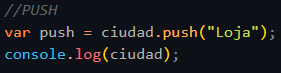 //PUSH
var push = ciudad.push("Loja");
console.log(ciudad);